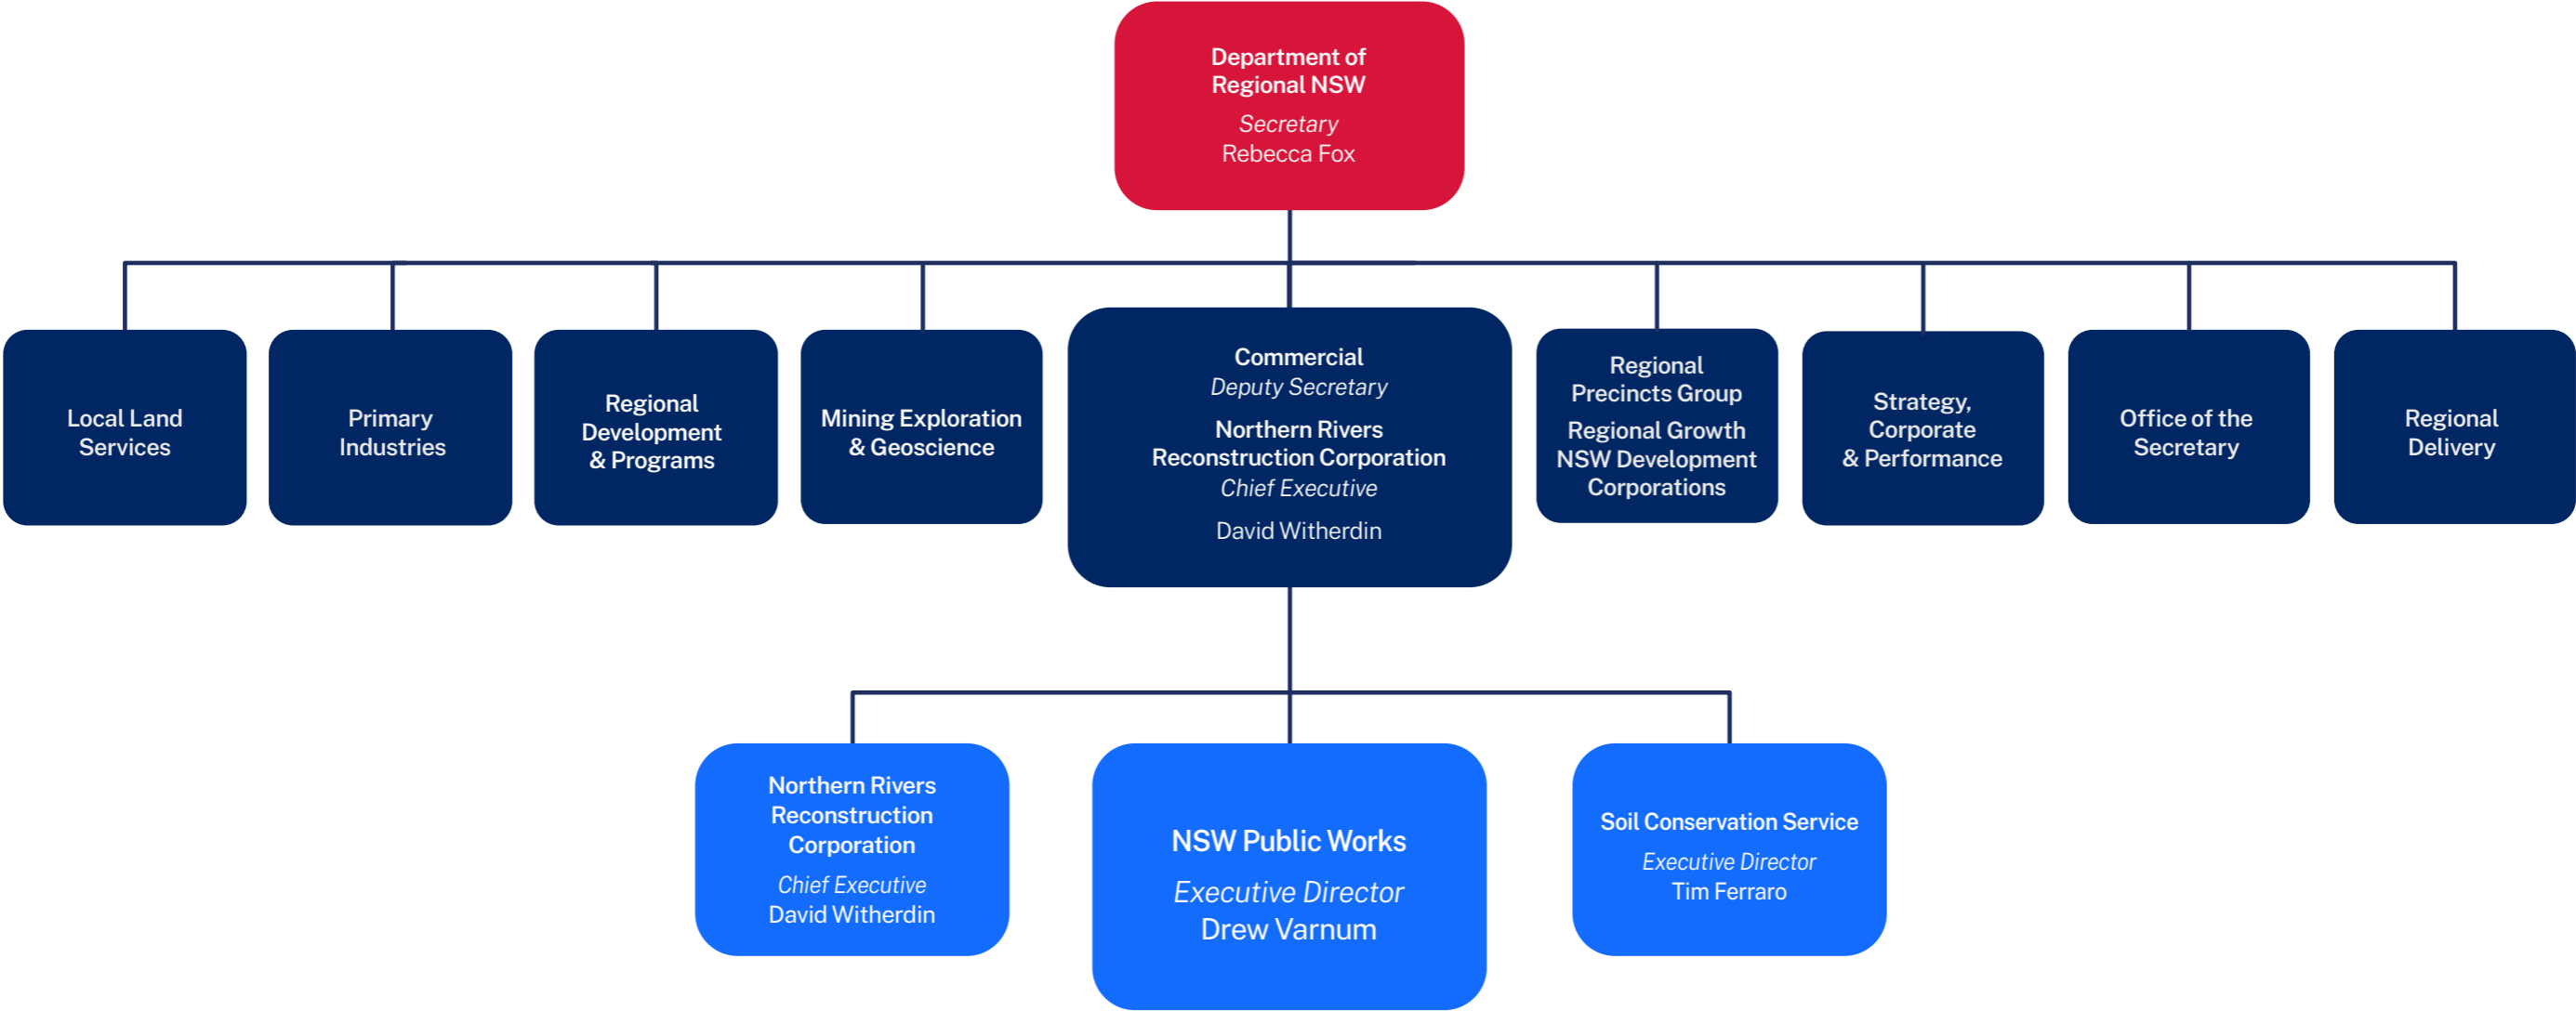 Department of
Regional NSW
Secretary
Rebecca Fox
Local Land
Services
Primary
Industries
Regional
Development
& Programs
Mining Exploration
& Geoscience
Commercial
Deputy Secretary
Northern Rivers
Reconstruction Corporation
Chief Executive
David Witherdin
Regional
Precincts Group
Regional Growth
NSW Development
Corporations
Strategy,
Corporate
& Performance
Office of the
Secretary
Regional
Delivery
Northern Rivers
Reconstruction
Corporation
Chief Executive
David Witherdin
NSW Public Works
Executive Director
Drew Varnum
Soil Conservation Service
Executive Director
Tim Ferraro